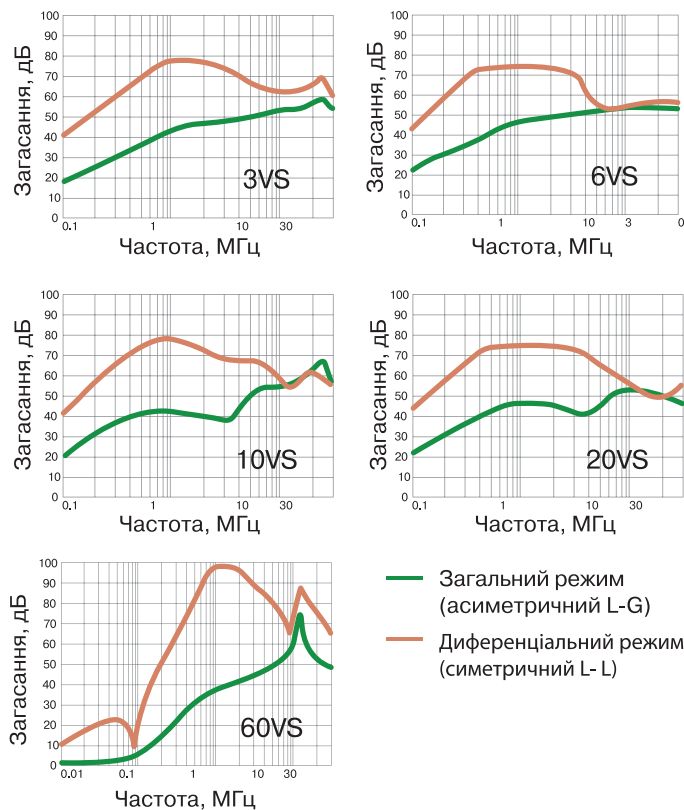 100
90
80
70
60
50
40
30
20
10
0
Загасання, дБ
3VS
0.1 1 10 30
Частота, МГц
100
90
80
70
60
50
40
30
20
10
0
Загасання, дБ
6VS
0.1 1 10 3 0
Частота, МГц
100
90
80
70
60
50
40
30
20
10
0
Загасання, дБ
10VS
0.1 1 10 30
Частота, МГц
100
90
80
70
60
50
40
30
20
10
0
Загасання, дБ
20VS
0.1 1 10 30
Частота, МГц
100
90
80
70
60
50
40
30
20
10
0
Загасання, дБ
60VS
0.01 0.1 1 10 30
Частота, МГц
Загальний режим
(асиметричний L-G)
Диференціальний режим
(симетричний L- L)